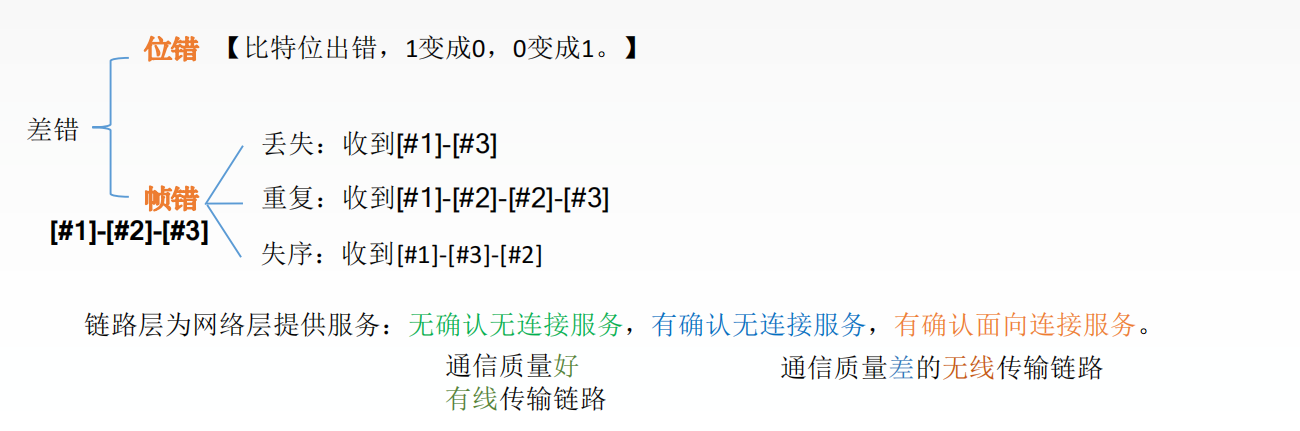 位错 【比特位出错，1变成0，0变成1。】
差错
丢失：收到[#1]-[#3]
帧错 重复：收到[#1]-[#2]-[#2]-[#3]
[#1]-[#2]-[#3]
失序：收到[#1]-[#3]-[#2]
链路层为网络层提供服务：无确认无连接服务，有确认无连接服务，有确认面向连接服务。
通信质量好 通信质量差的无线传输链路
有线传输链路